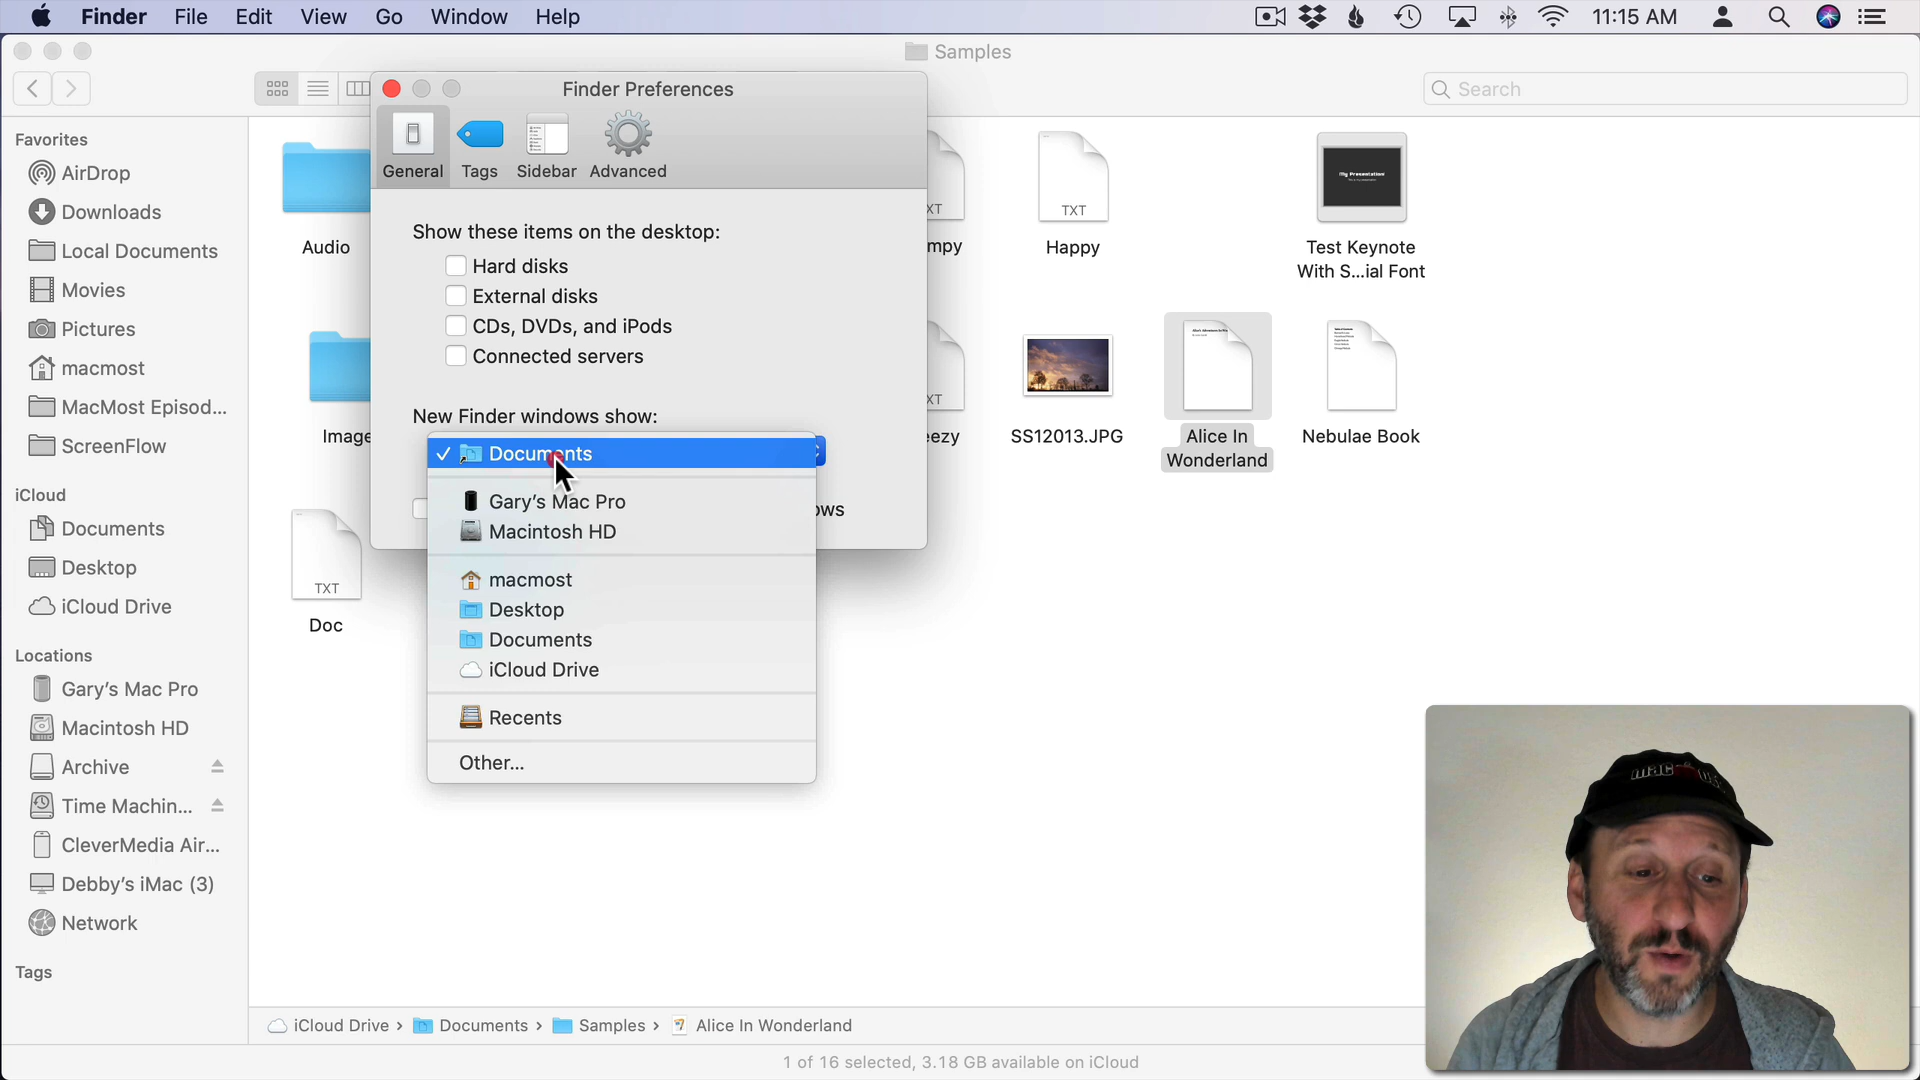 Finder File Edit View Go Window Help 11:15 AM
Samples
Search
Finder Preferences
General Tags Sidebar Advanced
Show these items on the desktop:
Hard disks
External disks
CDs, DVDs, and iPods
Connected servers
New Finder windows show:
✓ Documents
Gary's Mac Pro
Macintosh HD
macmost
Desktop
Documents
iCloud Drive
Recents
Other...
ows
Favorites
AirDrop
Downloads
Local Documents
Movies
Pictures
macmost
MacMost Episod...
ScreenFlow
iCloud
Documents
Desktop
iCloud Drive
Locations
Gary's Mac Pro
Macintosh HD
Archive
Time Machin...
CleverMedia Air...
Debby's iMac (3)
Network
Tags
Audio
XT
mpy
TXT
Happy
My Presentation
Test Keynote
With S...ial Font
Image
XT
ezy
SS12013.JPG
Alice In
Wonderland
Nebulae Book
TXT
Doc
iCloud Drive › Documents › Samples › Alice In Wonderland
1 of 16 selected, 3.18 GB available on iCloud